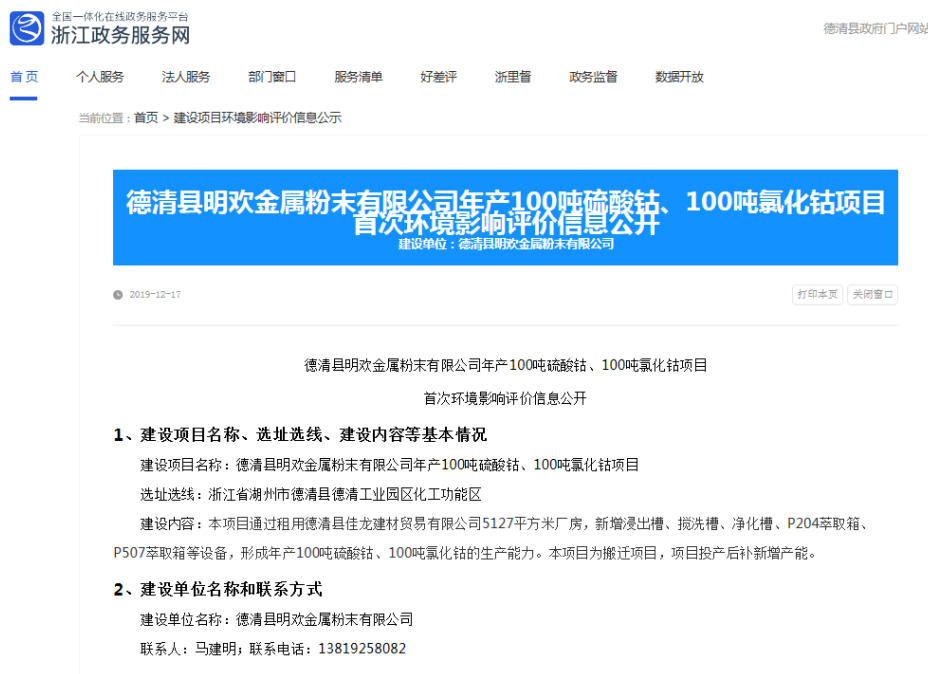 全国一体化在线政务服务平台
浙江政务服务网
德清县政府门户网站
首页 个人服务 法人服务 部门窗口 服务清单 好差评 浙里督 政务监督 数据开放
当前位置：首页 > 建设项目环境影响评价信息公示
德清县明欢金属粉末有限公司年产100吨硫酸钴、100吨氯化钴项目
首次环境影响评价信息公开
建设单位：德清县明欢金属粉末有限公司
2019-12-17
打印本页 关闭窗口
德清县明欢金属粉末有限公司年产100吨硫酸钴、100吨氯化钴项目
首次环境影响评价信息公开
1、建设项目名称、选址选线、建设内容等基本情况
建设项目名称：德清县明欢金属粉末有限公司年产100吨硫酸钴、100吨氯化钴项目
选址选线：浙江省湖州市德清县德清工业园区化工功能区
建设内容：本项目通过租用德清县佳龙建材贸易有限公司5127平方米厂房，新增浸出槽、搅洗槽、净化槽、P204萃取箱、
P507萃取箱等设备，形成年产100吨硫酸钴、100吨氯化钴的生产能力。本项目为搬迁项目，项目投产后补新增产能。
2、建设单位名称和联系方式
建设单位名称：德清县明欢金属粉末有限公司
联系人：马建明；联系电话：13819258082